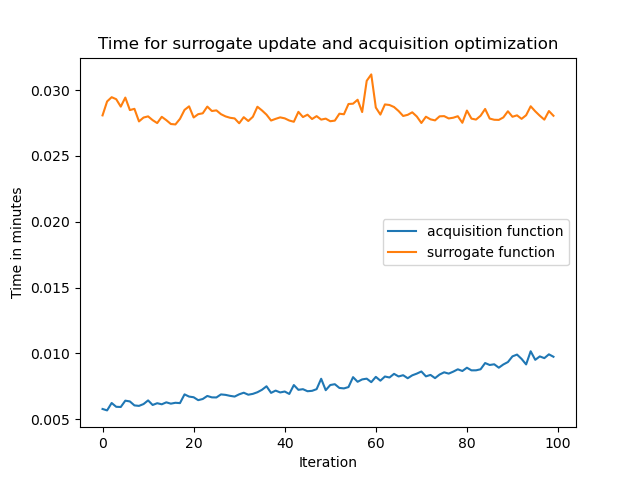 Time for surrogate update and acquisition optimization
0.030
0.025
0.020
0.015
0.010
0.005
Time in minutes
acquisition function
surrogate function
0 20 40 60 80 100
Iteration